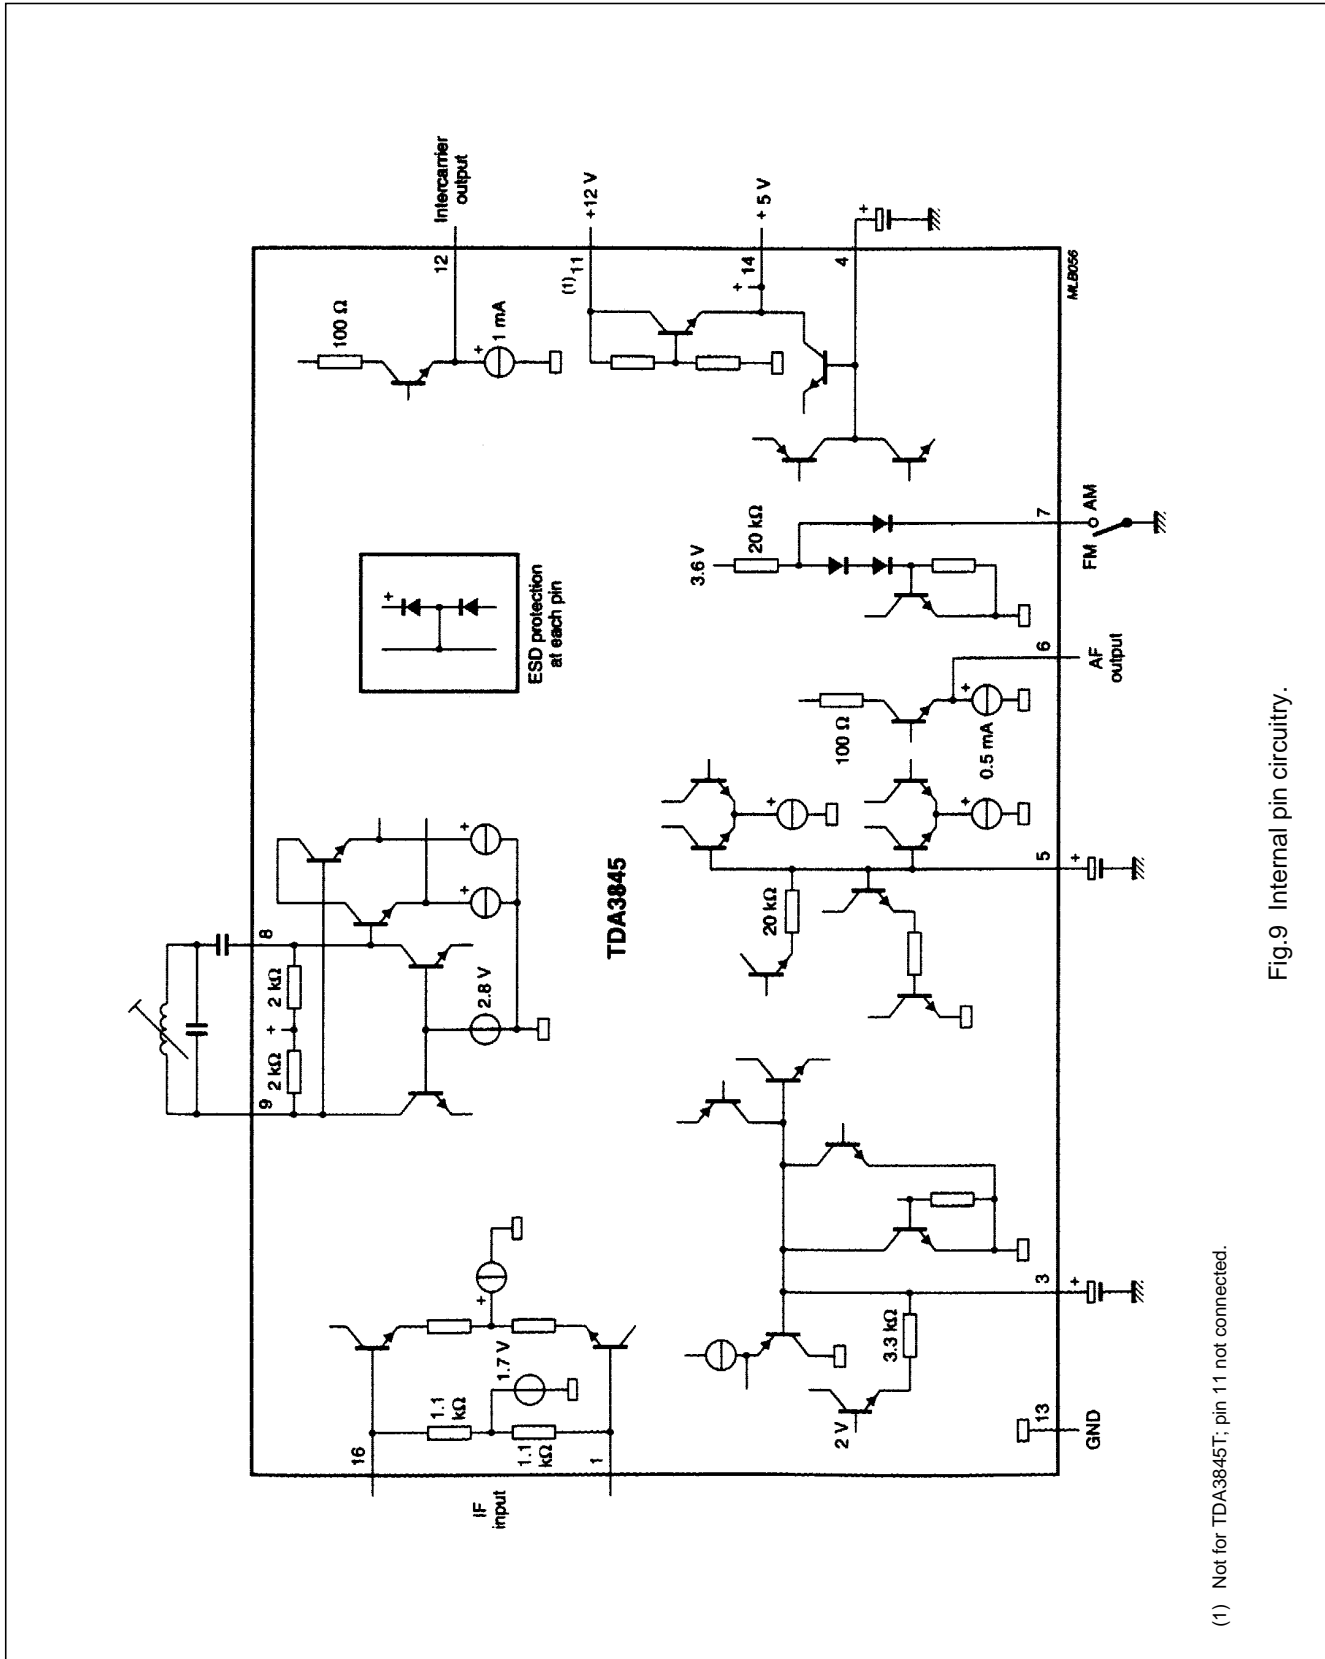 Intercarrier
output
12
100 Ω
1 mA
+
+12 V
(1)
11
+ 5 V
14
+
4
+
MLB056
ESD protection
at each pin
+
3.6 V
20 kΩ
7
AM
FM
6
AF
output
100 Ω
0.5 mA
+
TDA3845
8
9
2 kΩ
+
2 kΩ
2.8 V
+
+
20 kΩ
+
+
5
+
16
IF
input
1
1.1
kΩ
1.1
kΩ
1.7 V
+
3.3 kΩ
2 V
3
+
13
GND
(1) Not for TDA3845T; pin 11 not connected.
Fig.9 Internal pin circuitry.